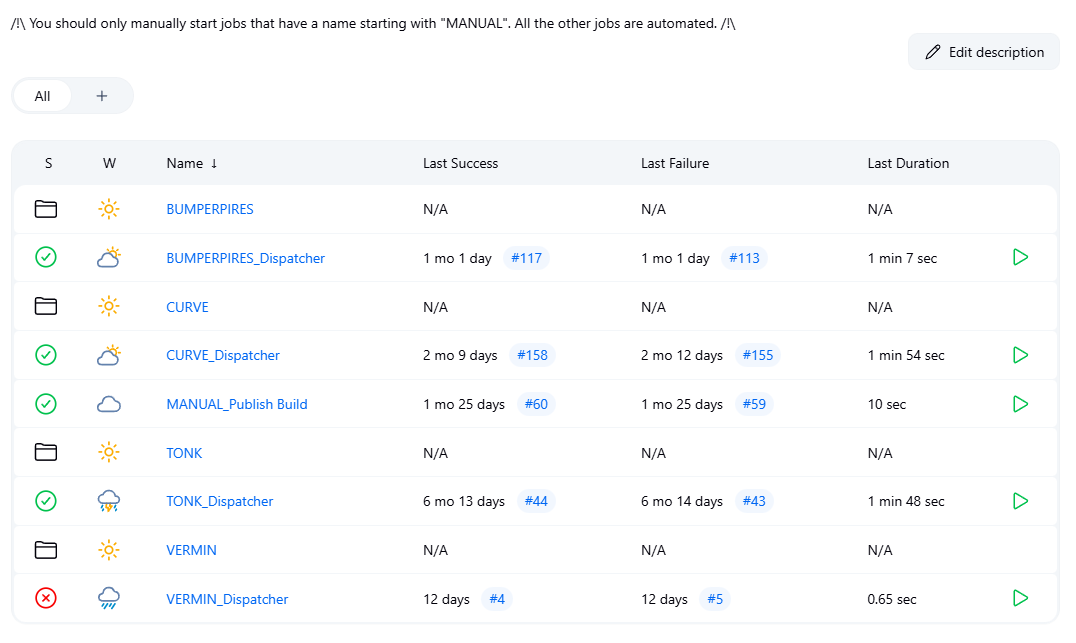 /!\ You should only manually start jobs that have a name starting with "MANUAL". All the other jobs are automated. /!\
Edit description
All +
S W Name ↓ Last Success Last Failure Last Duration
BUMPERPIRES N/A N/A N/A
BUMPERPIRES_Dispatcher 1 mo 1 day #117 1 mo 1 day #113 1 min 7 sec
CURVE N/A N/A N/A
CURVE_Dispatcher 2 mo 9 days #158 2 mo 12 days #155 1 min 54 sec
MANUAL_Publish Build 1 mo 25 days #60 1 mo 25 days #59 10 sec
TONK N/A N/A N/A
TONK_Dispatcher 6 mo 13 days #44 6 mo 14 days #43 1 min 48 sec
VERMIN N/A N/A N/A
VERMIN_Dispatcher 12 days #4 12 days #5 0.65 sec